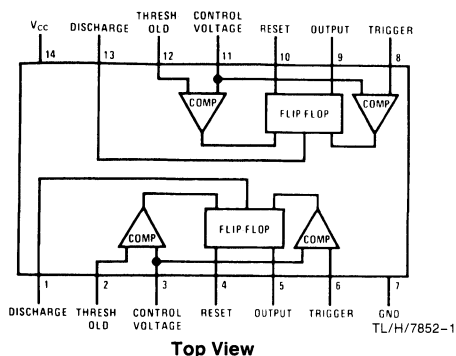 VCC DISCHARGE THRESH OLD CONTROL VOLTAGE RESET OUTPUT TRIGGER
14 13 12 11 10 9 8
COMP FLIP FLOP COMP
COMP FLIP FLOP COMP
1 2 3 4 5 6 7
DISCHARGE THRESH OLD CONTROL VOLTAGE RESET OUTPUT TRIGGER GND
TL/H/7852-1
Top View